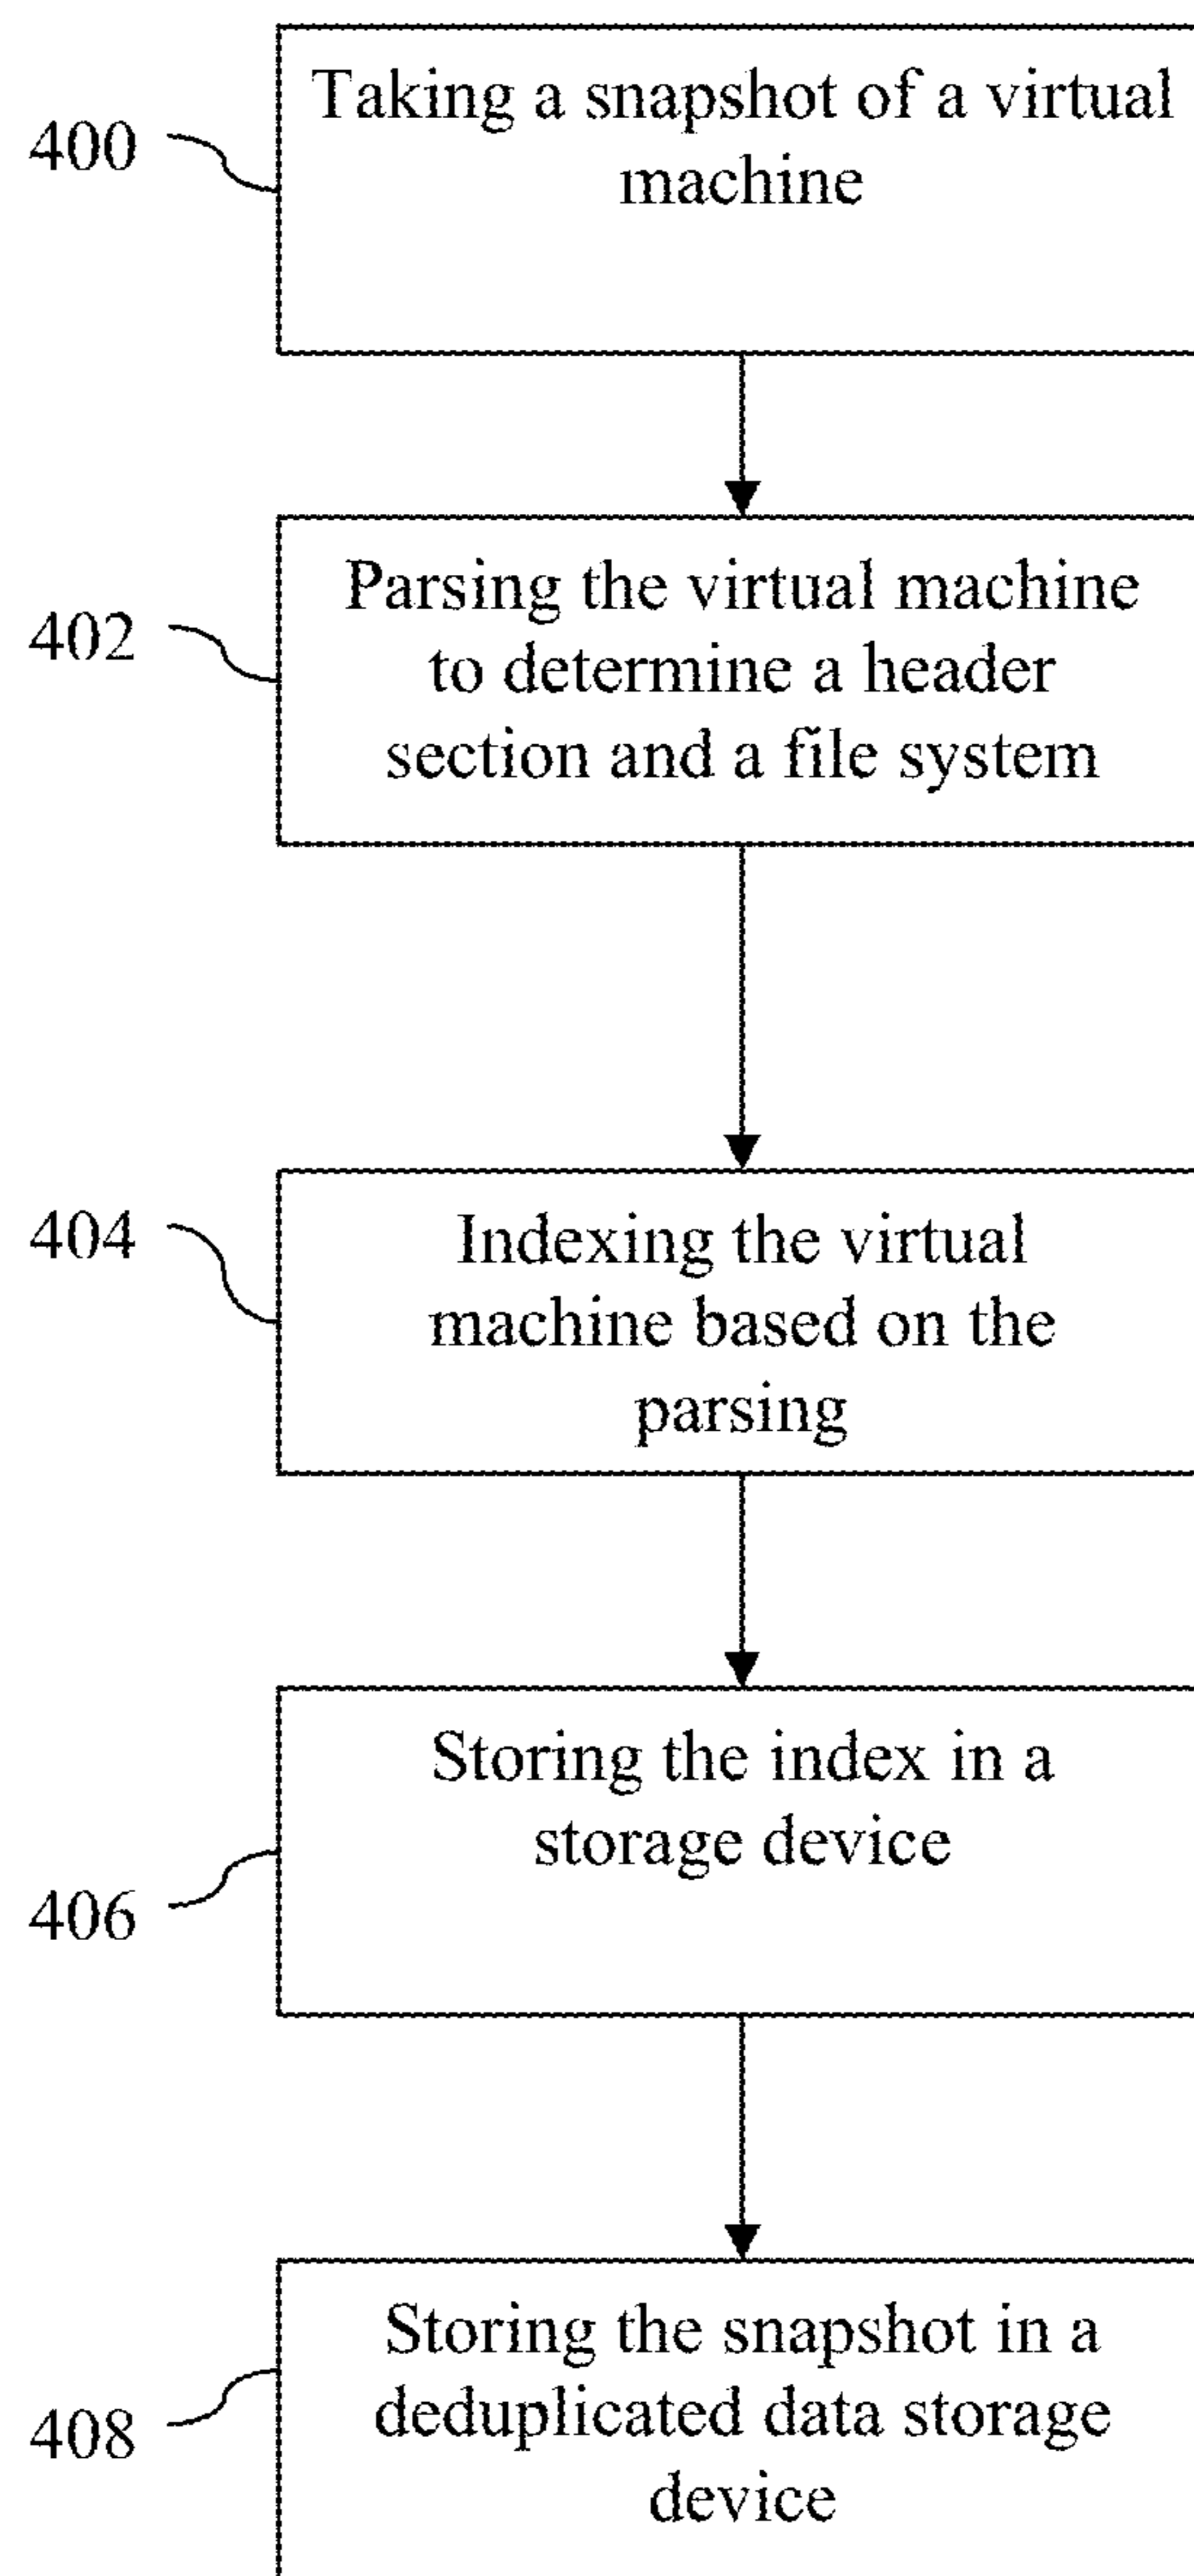 400
Taking a snapshot of a virtual
machine
402
Parsing the virtual machine
to determine a header
section and a file system
404
Indexing the virtual
machine based on the
parsing
406
Storing the index in a
storage device
408
Storing the snapshot in a
deduplicated data storage
device